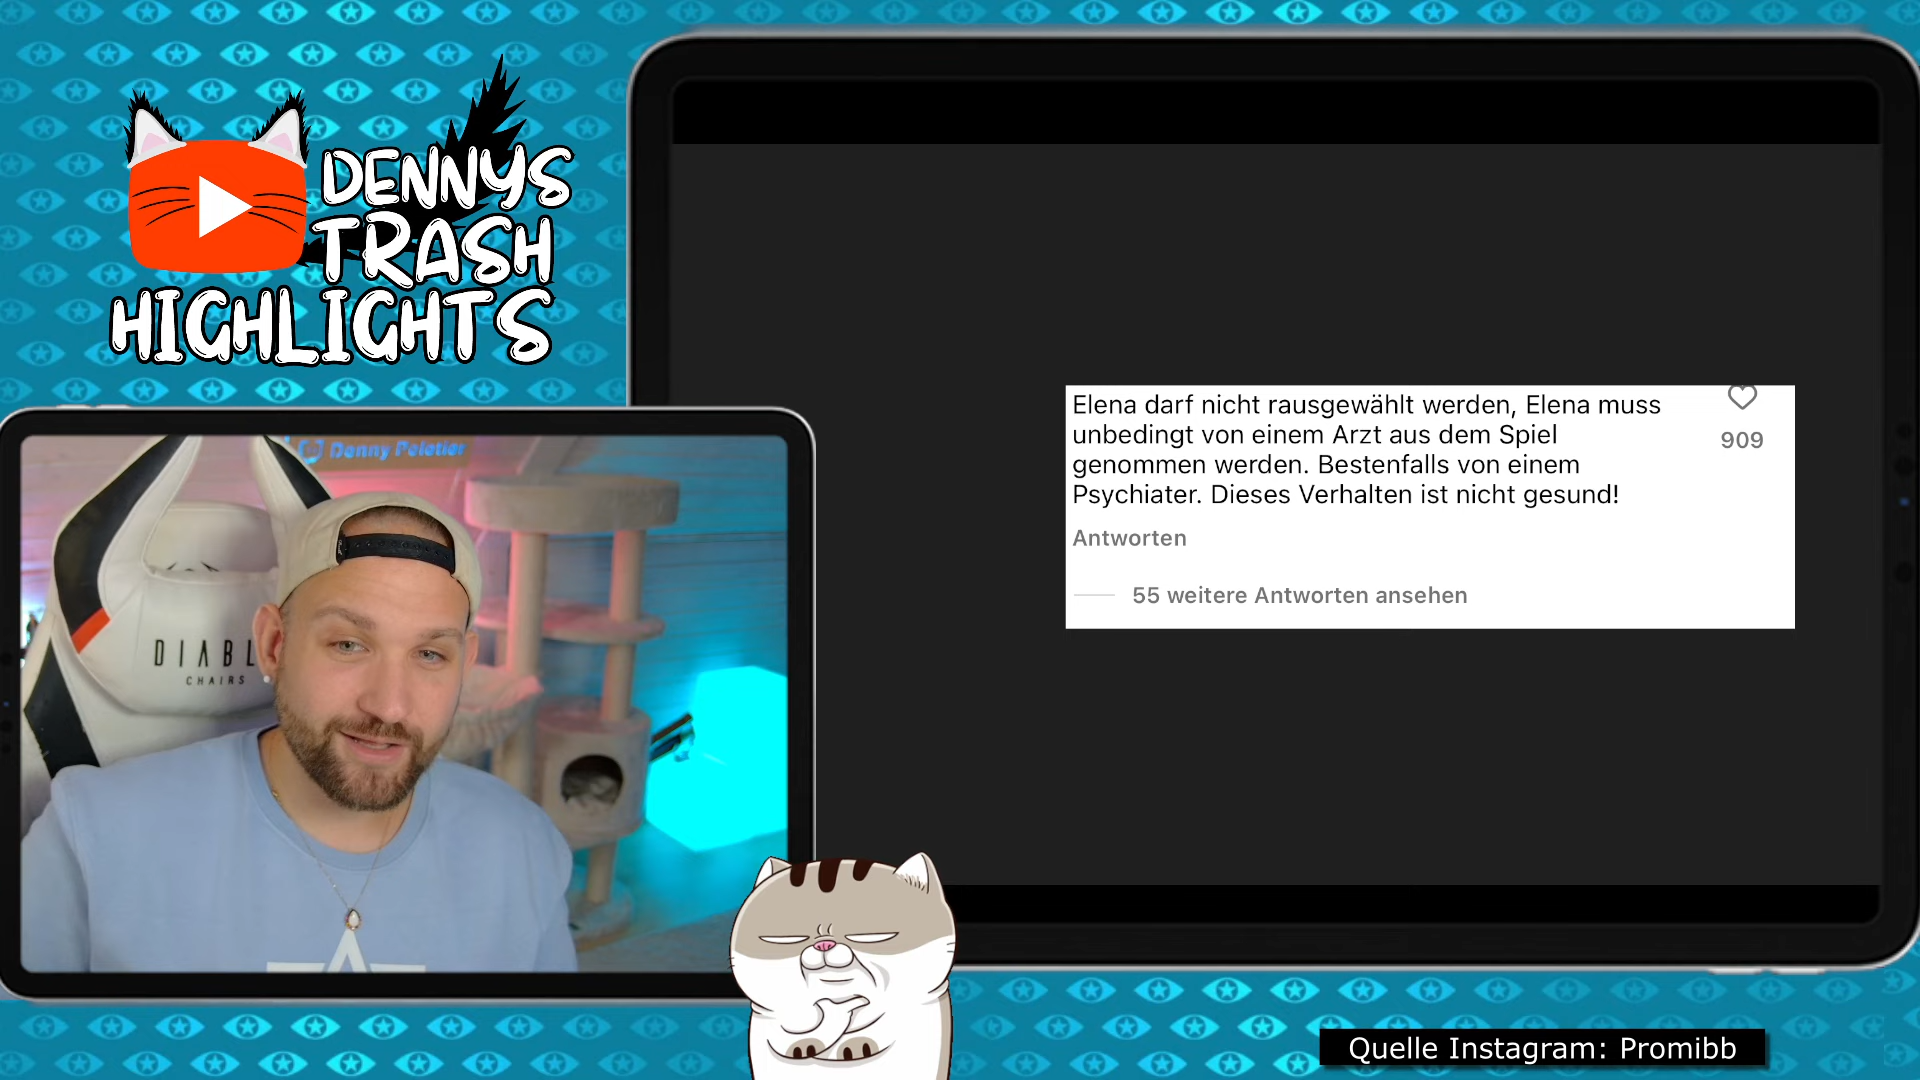 DENNYS
TRASH
HIGHLIGHTS
Denny Peletier
DIABL
CHAIRS
Elena darf nicht rausgewählt werden, Elena muss
unbedingt von einem Arzt aus dem Spiel
genommen werden. Bestenfalls von einem
Psychiater. Dieses Verhalten ist nicht gesund!
909
Antworten
55 weitere Antworten ansehen
Quelle Instagram: Promibb